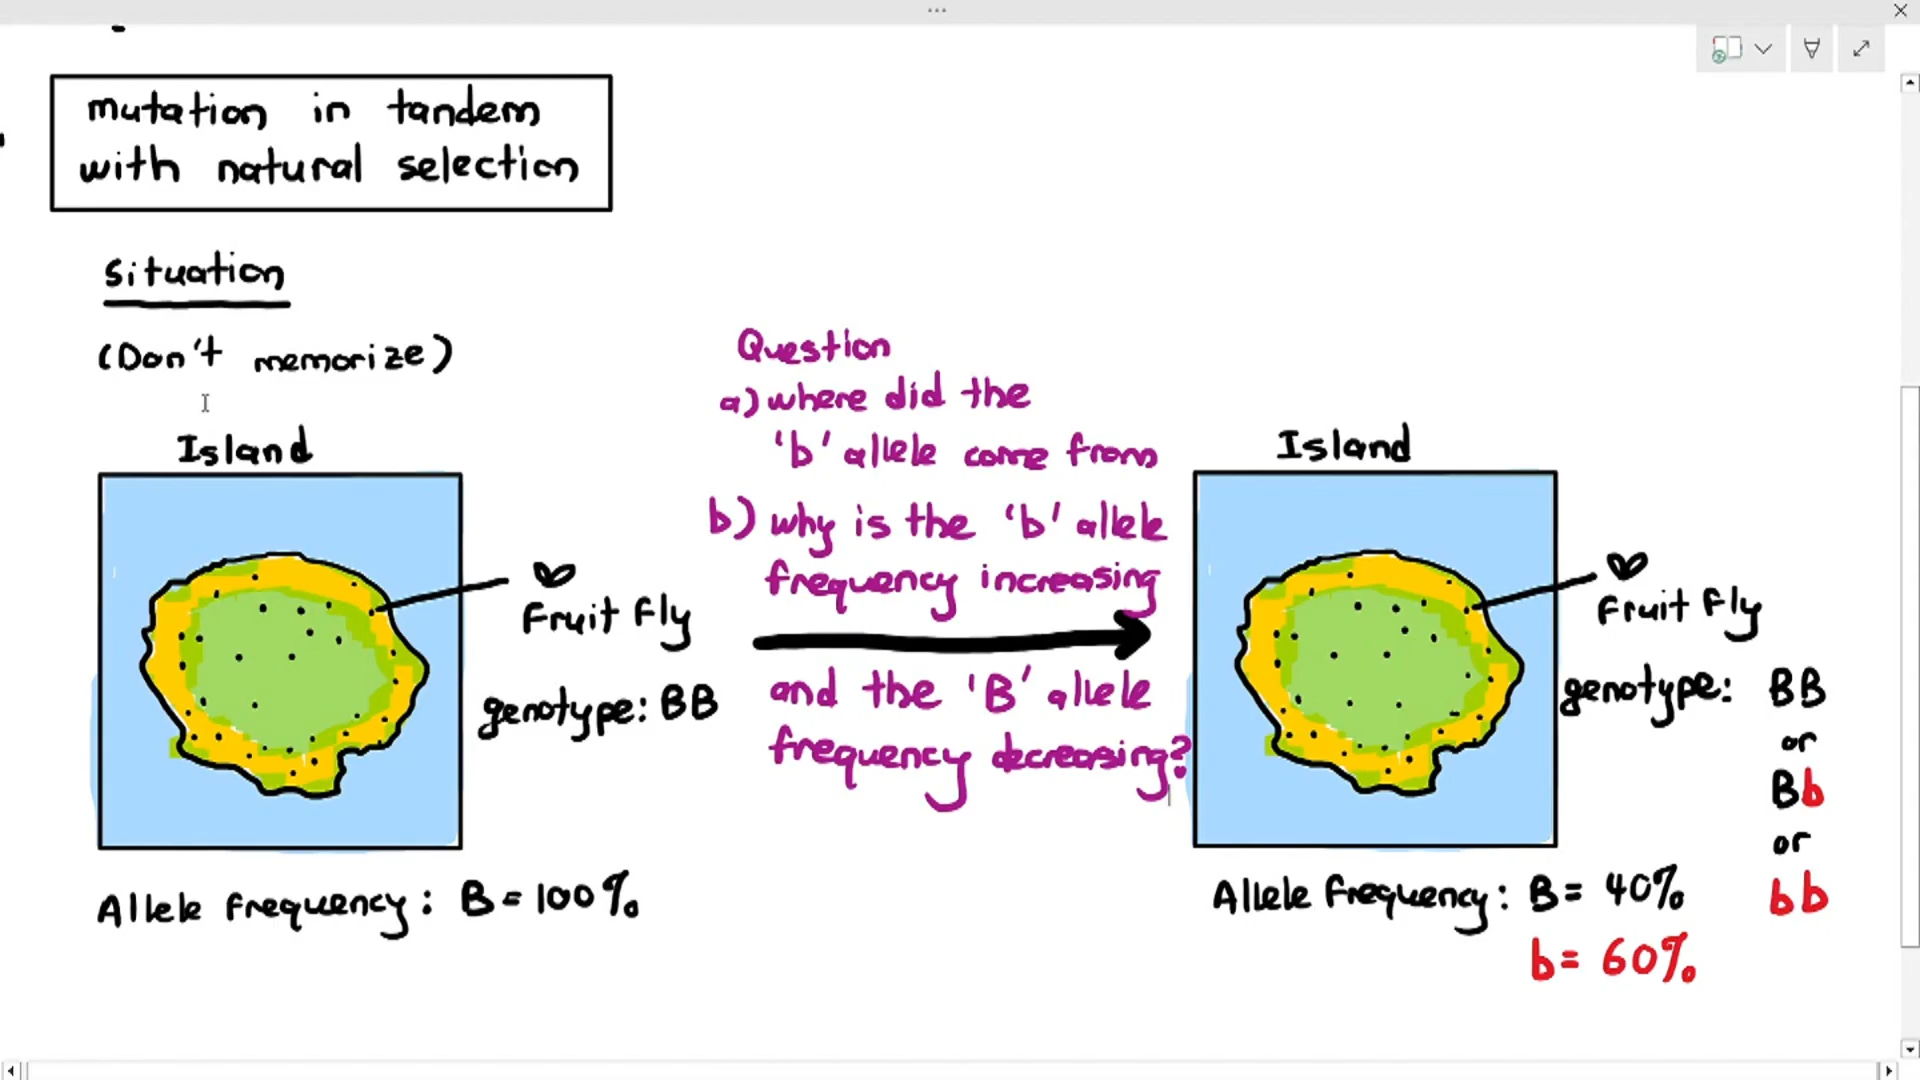 mutation in tandem
with natural selection
situation
(Don't memorize)
Island
Fruit Fly
genotype: BB
Allele frequency: B = 100%
Question
a) where did the
'b' allele come from
b) why is the 'b' allele
frequency increasing
and the 'B' allele
frequency decreasing?
Island
Fruit Fly
genotype: BB
or
Bb
or
bb
Allele frequency: B = 40%
b = 60%